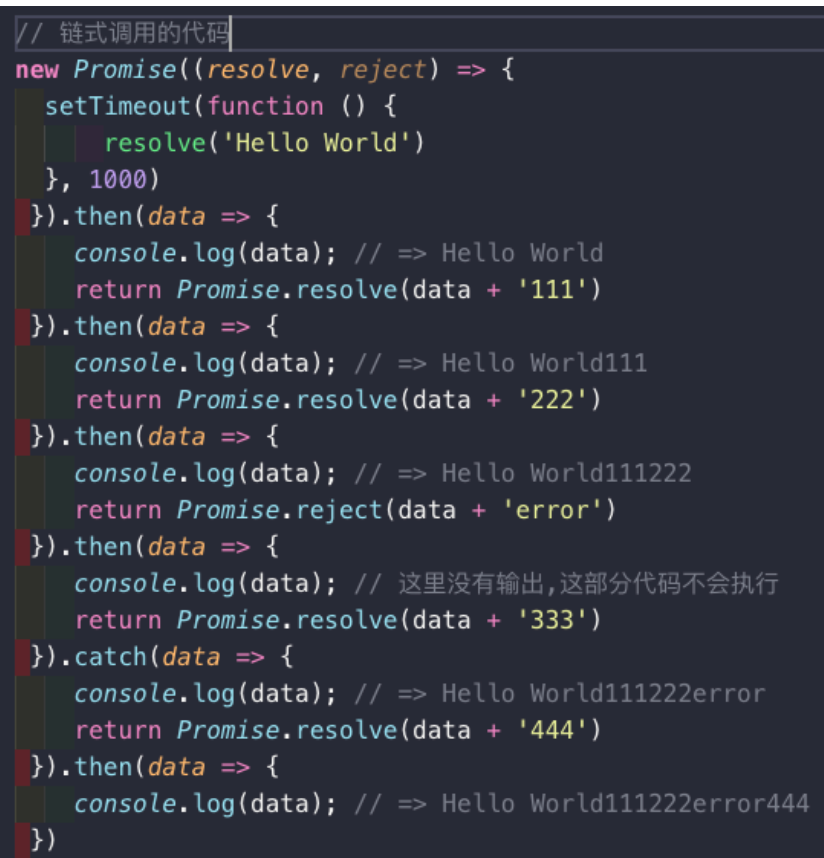 // 链式调用的代码
new Promise((resolve, reject) => {
  setTimeout(function () {
      resolve('Hello World')
  }, 1000)
}).then(data => {
    console.log(data); // => Hello World
    return Promise.resolve(data + '111')
}).then(data => {
    console.log(data); // => Hello World111
    return Promise.resolve(data + '222')
}).then(data => {
    console.log(data); // => Hello World111222
    return Promise.reject(data + 'error')
}).then(data => {
    console.log(data); // 这里没有输出,这部分代码不会执行
    return Promise.resolve(data + '333')
}).catch(data => {
    console.log(data); // => Hello World111222error
    return Promise.resolve(data + '444')
}).then(data => {
    console.log(data); // => Hello World111222error444
})